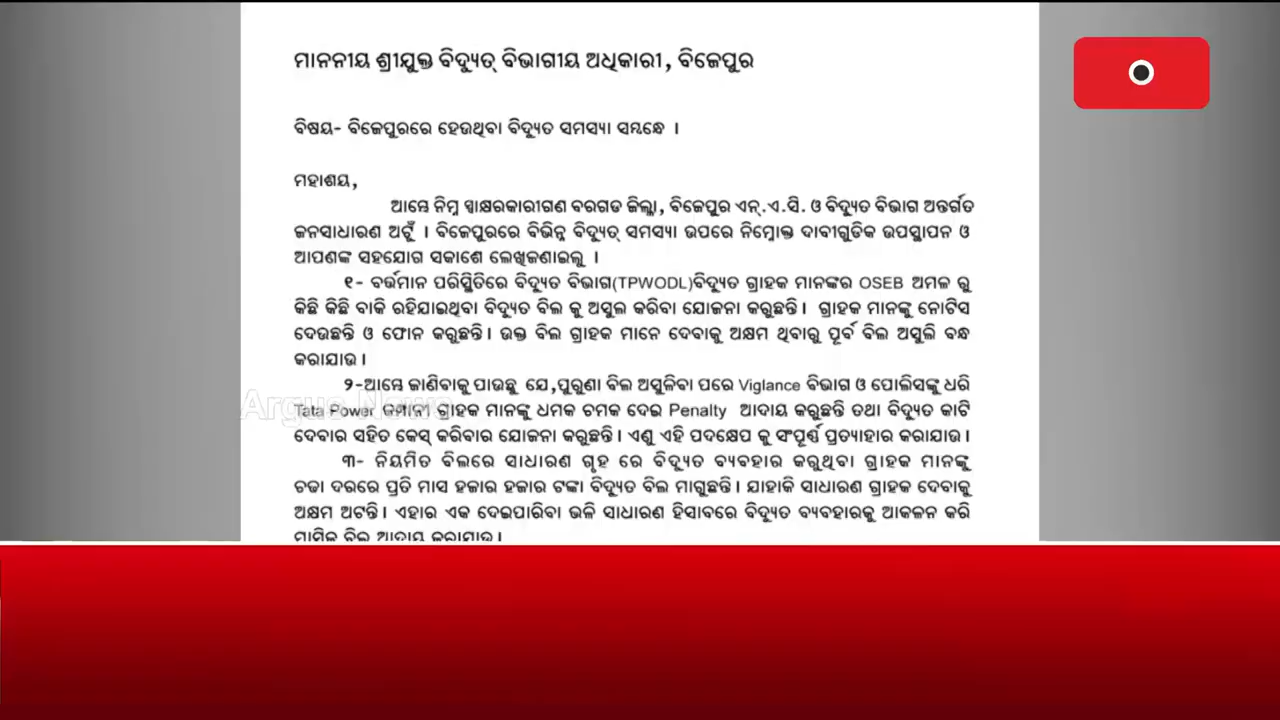 ମାନନୀୟ ଶ୍ରୀଯୁକ୍ତ ବିଦ୍ୟୁତ୍ ବିଭାଗୀୟ ଅଧିକାରୀ, ବିଜେପୁର
ବିଷୟ- ବିଜେପୁରରେ ହେଉଥିବା ବିଦ୍ୟୁତ ସମସ୍ୟା ସମ୍ବନ୍ଧେ ।
ମହାଶୟ,
ଆମ୍ଭେ ନିମ୍ନ ସ୍ୱାକ୍ଷରକାରୀଗଣ ବରଗଡ ଜିଲ୍ଲା, ବିଜେପୁର ଏନ୍.ଏ.ସି. ଓ ବିଦ୍ୟୁତ ବିଭାଗ ଅନ୍ତର୍ଗତ
ଜନସାଧାରଣ ଅଟୁଁ । ବିଜେପୁରରେ ବିଭିନ୍ନ ବିଦ୍ୟୁତ୍ ସମସ୍ୟା ଉପରେ ନିମ୍ନୋକ୍ତ ଦାବୀଗୁଡିକ ଉପସ୍ଥାପନ ଓ
ଆପଣଙ୍କ ସହଯୋଗ ସକାଶେ ଲେଖିଜଣାଇଲୁ ।
୧- ବର୍ତ୍ତମାନ ପରିସ୍ଥିତିରେ ବିଦ୍ୟୁତ ବିଭାଗ(TPWODL)ବିଦ୍ୟୁତ ଗ୍ରାହକ ମାନଙ୍କର OSEB ଅମଳ ରୁ
କିଛି କିଛି ବାକି ରହିଯାଇଥିବା ବିଦ୍ୟୁତ ବିଲ କୁ ଅସୁଲ କରିବା ଯୋଜନା କରୁଛନ୍ତି। ଗ୍ରାହକ ମାନଙ୍କୁ ନୋଟିସ
ଦେଉଛନ୍ତି ଓ ଫୋନ କରୁଛନ୍ତି। ଉକ୍ତ ବିଲ ଗ୍ରାହକ ମାନେ ଦେବାକୁ ଅକ୍ଷମ ଥିବାରୁ ପୂର୍ବ ବିଲ ଅସୁଲି ବନ୍ଧ
କରାଯାଉ।
୨-ଆମ୍ଭେ ଜାଣିବାକୁ ପାଉଛୁ ଯେ,ପୁରୁଣା ବିଲ ଅସୁଳିବା ପରେ Viglance ବିଭାଗ ଓ ପୋଲିସଙ୍କୁ ଧରି
Tata Power କମ୍ପାନୀ ଗ୍ରାହକ ମାନଙ୍କୁ ଧମକ ଚମକ ଦେଇ Penalty ଆଦାୟ କରୁଛନ୍ତି ତଥା ବିଦ୍ୟୁତ କାଟି
ଦେବାର ସହିତ କେସ୍ କରିବାର ଯୋଜନା କରୁଛନ୍ତି। ଏଣୁ ଏହି ପଦକ୍ଷେପ କୁ ସଂପୂର୍ଣ୍ଣ ପ୍ରତ୍ୟାହାର କରାଯାଉ।
୩- ନିୟମିତ ବିଲରେ ସାଧାରଣ ଗୃହ ରେ ବିଦ୍ୟୁତ ବ୍ୟବହାର କରୁଥିବା ଗ୍ରାହକ ମାନଙ୍କୁ
ଚଢା ଦରରେ ପ୍ରତି ମାସ ହଜାର ହଜାର ଟଙ୍କା ବିଦ୍ୟୁତ ବିଲ ମାଗୁଛନ୍ତି। ଯାହାକି ସାଧାରଣ ଗ୍ରାହକ ଦେବାକୁ
ଅକ୍ଷମ ଅଟନ୍ତି। ଏହାର ଏକ ଦେଇପାରିବା ଭଳି ସାଧାରଣ ହିସାବରେ ବିଦ୍ୟୁତ ବ୍ୟବହାରକୁ ଆକଳନ କରି
ବିଲ ଆଦାୟ କରାଯାଉ।
Argus News